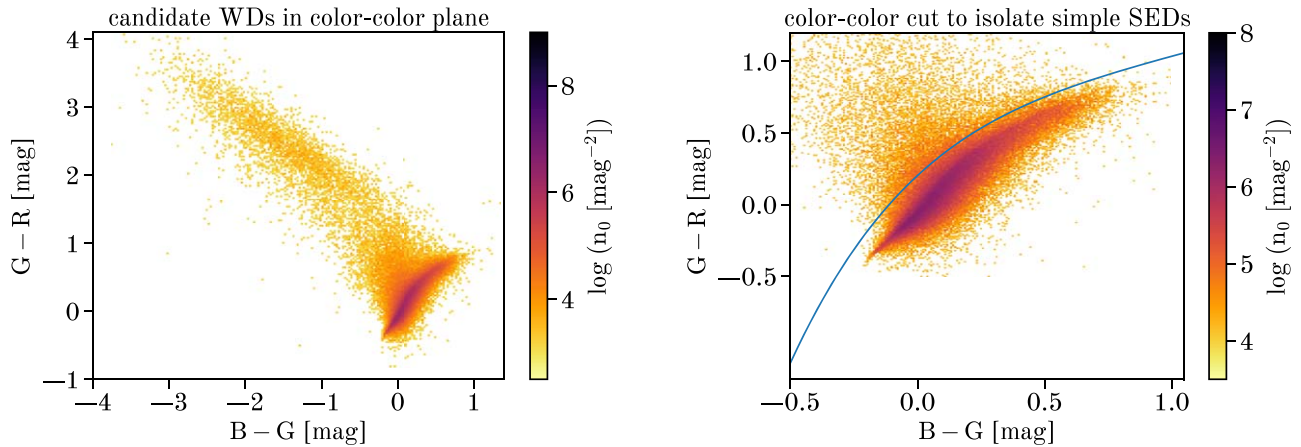 candidate WDs in color-color plane
4
3
2
1
0
−1
G − R [mag]
−4 −3 −2 −1 0 1
B − G [mag]
8
6
4
log (n₀ [mag⁻²])
color-color cut to isolate simple SEDs
1.0
0.5
0.0
−0.5
G − R [mag]
−0.5 0.0 0.5 1.0
B − G [mag]
8
7
6
5
4
log (n₀ [mag⁻²])